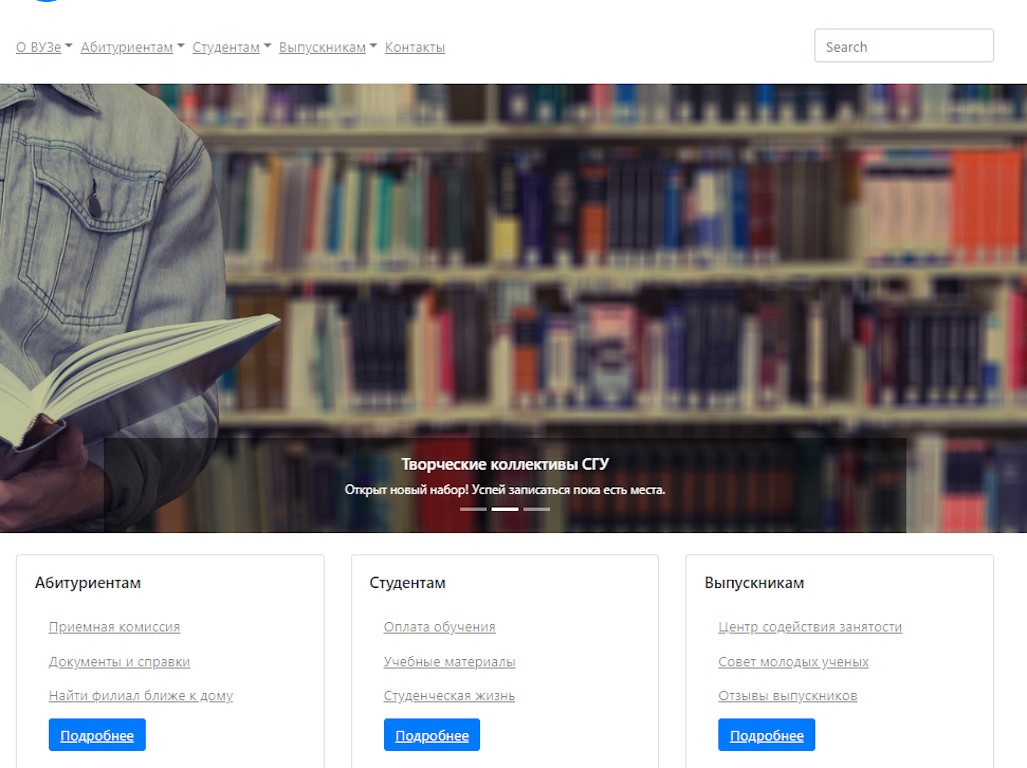 О ВУЗе Абитуриентам Студентам Выпускникам Контакты Search
Творческие коллективы СГУ
Открыт новый набор! Успей записаться пока есть места.
Абитуриентам
Приемная комиссия
Документы и справки
Найти филиал ближе к дому
Подробнее
Студентам
Оплата обучения
Учебные материалы
Студенческая жизнь
Подробнее
Выпускникам
Центр содействия занятости
Совет молодых ученых
Отзывы выпускников
Подробнее